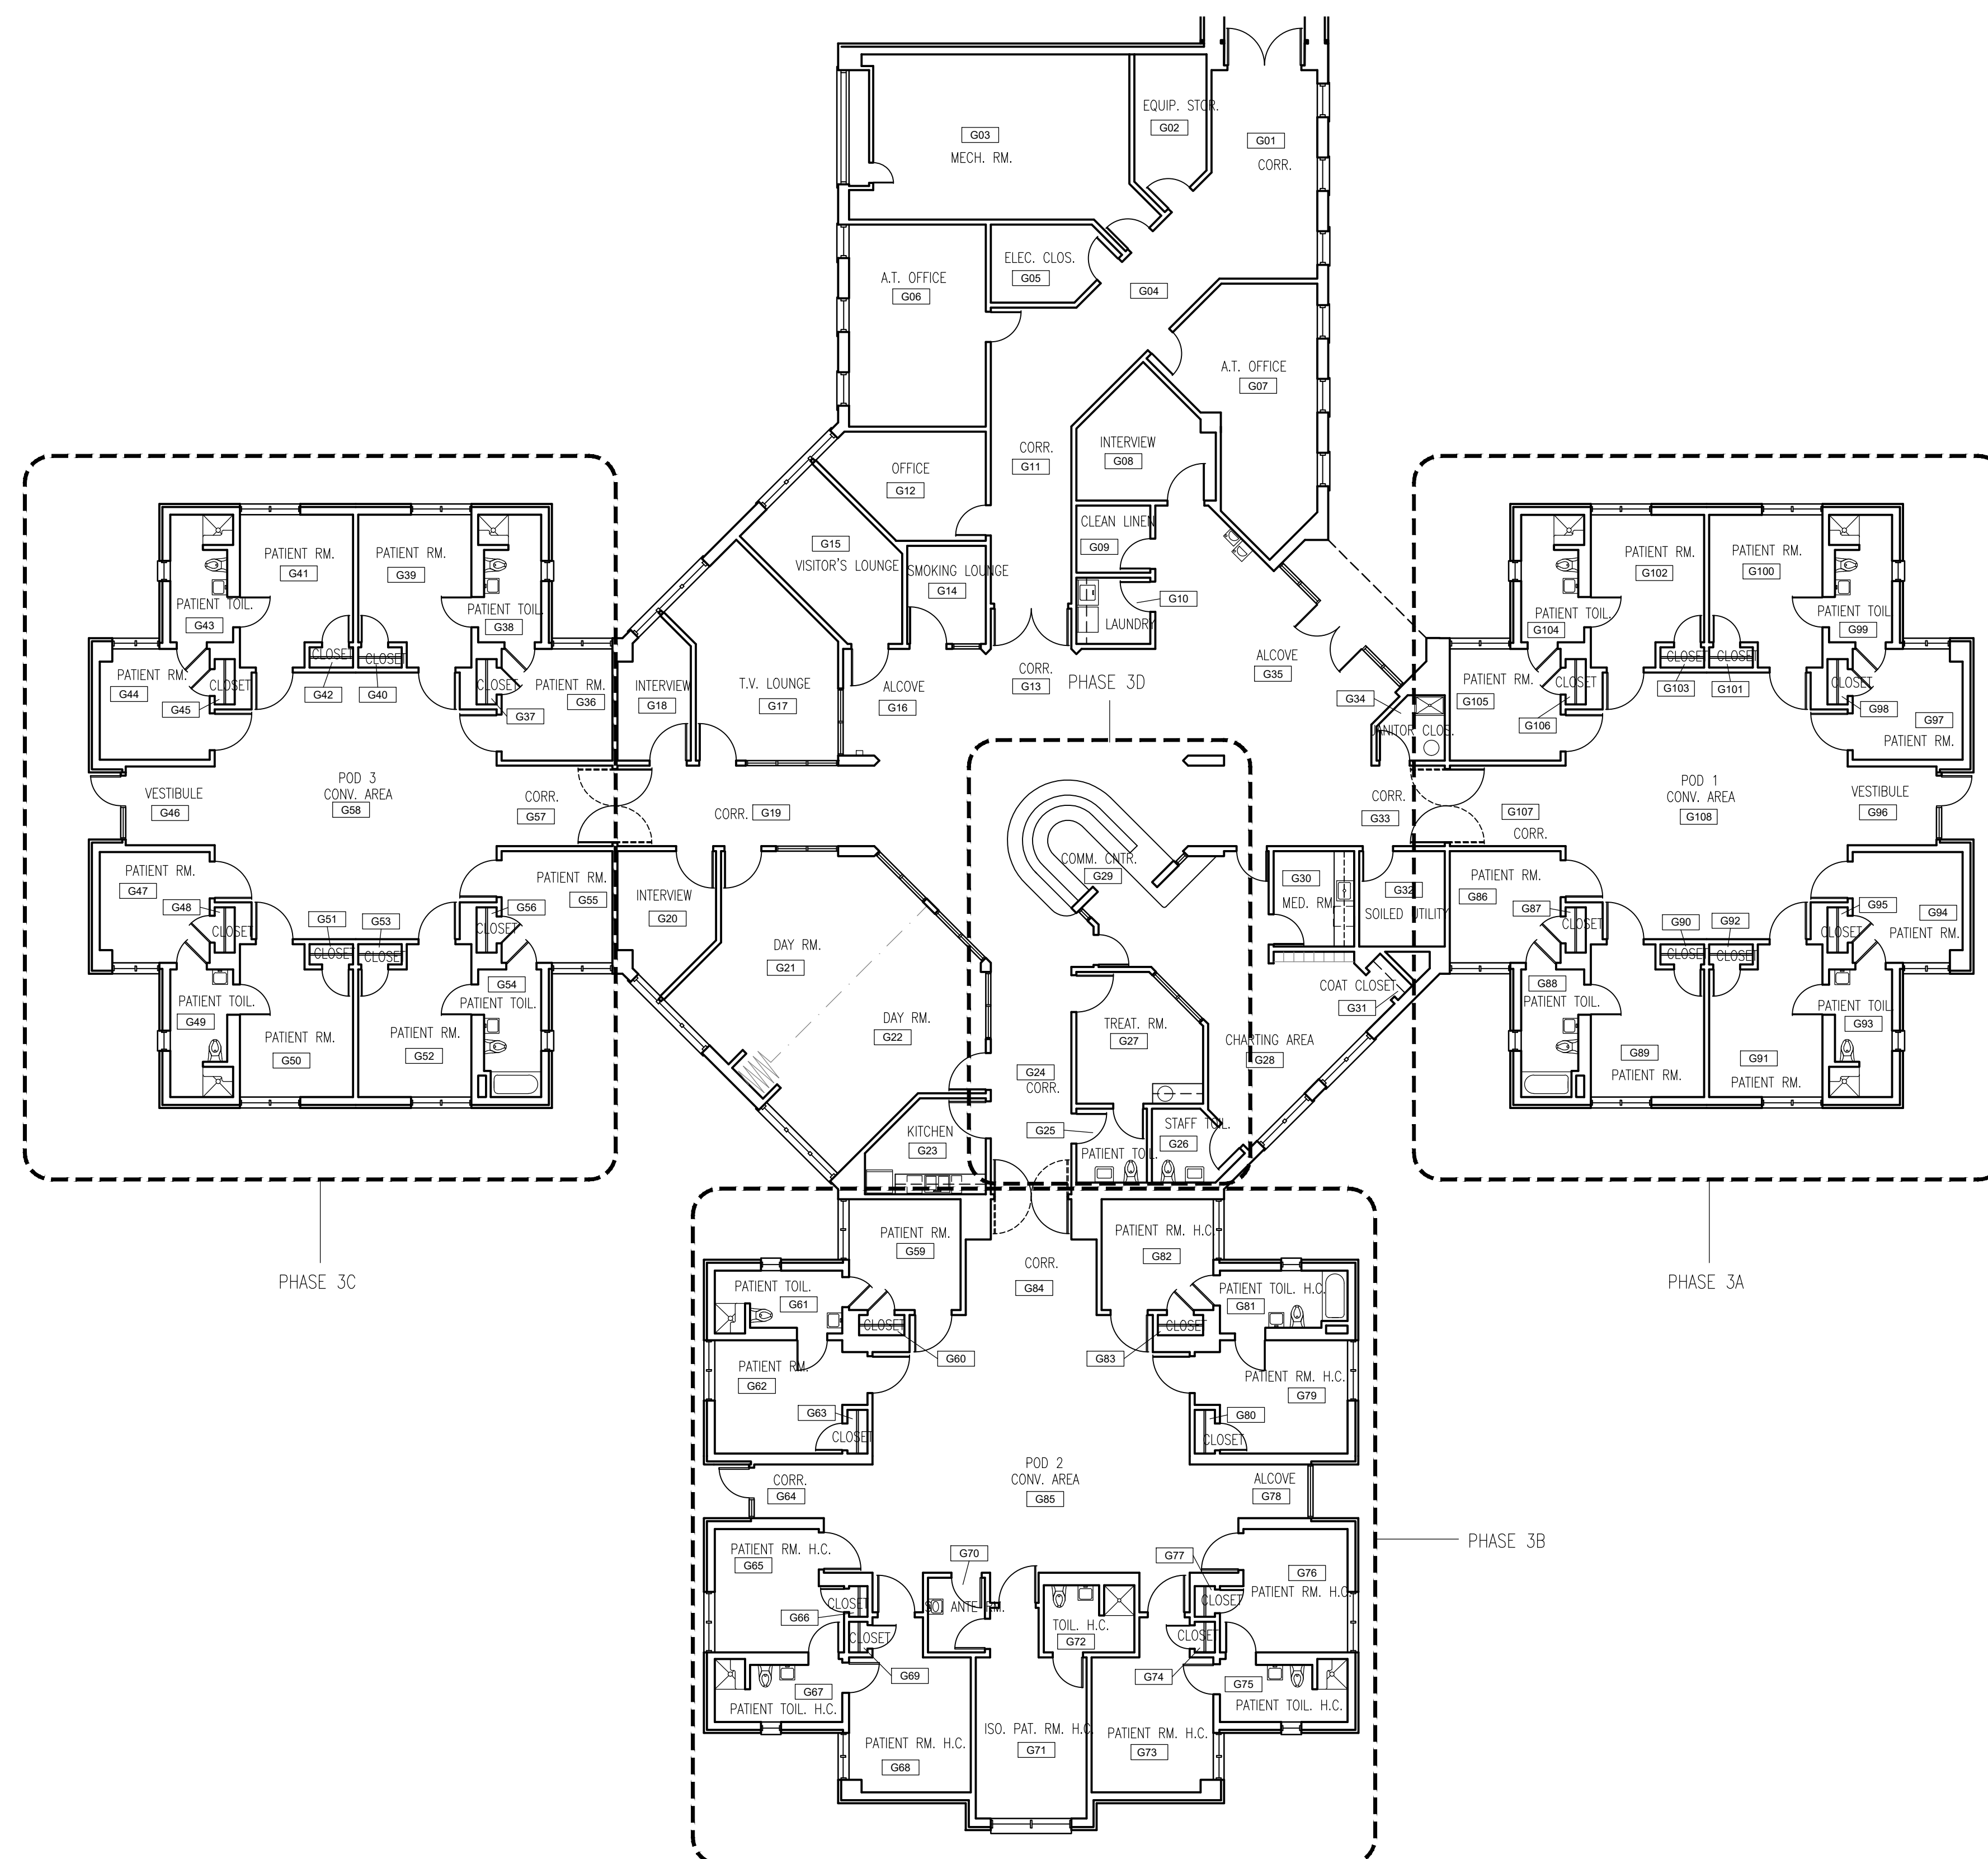 EQUIP. STOR.
G02
G03
MECH. RM.
G01
CORR.
ELEC. CLOS.
G05
A.T. OFFICE
G06
G04
A.T. OFFICE
G07
INTERVIEW
G08
CORR.
G11
OFFICE
G12
CLEAN LINEN
G09
G15
VISITOR'S LOUNGE
SMOKING LOUNGE
G14
G10
LAUNDRY
ALCOVE
G35
CORR.
G13
PHASE 3D
T.V. LOUNGE
G17
ALCOVE
G16
INTERVIEW
G18
G34
JANITOR CLOS.
PATIENT RM.
G41
PATIENT RM.
G39
PATIENT TOIL.
G43
PATIENT TOIL.
G38
CLOSET
G42
CLOSET
G40
PATIENT RM.
G44
CLOSET
G45
CLOSET
G37
PATIENT RM.
G36
POD 3
CONV. AREA
G58
VESTIBULE
G46
CORR.
G57
CORR.
G19
PATIENT RM.
G47
G48
CLOSET
G51
CLOSET
G53
CLOSET
G56
CLOSET
PATIENT RM.
G55
PATIENT TOIL.
G49
G54
PATIENT TOIL.
PATIENT RM.
G50
PATIENT RM.
G52
PHASE 3C
INTERVIEW
G20
DAY RM.
G21
DAY RM.
G22
KITCHEN
G23
COMM. CNTR.
G29
G30
MED. RM.
G32
SOILED UTILITY
CORR.
G33
COAT CLOSET
G31
CHARTING AREA
G28
TREAT. RM.
G27
G24
CORR.
G25
PATIENT TOIL.
STAFF TOIL.
G26
PATIENT RM.
G102
PATIENT RM.
G100
PATIENT TOIL.
G104
PATIENT TOIL.
G99
CLOSET
G103
CLOSET
G101
PATIENT RM.
G105
CLOSET
G106
CLOSET
G98
G97
PATIENT RM.
G107
CORR.
POD 1
CONV. AREA
G108
VESTIBULE
G96
PATIENT RM.
G86
G87
CLOSET
G90
CLOSET
G92
CLOSET
G95
CLOSET
G94
PATIENT RM.
G88
PATIENT TOIL.
PATIENT TOIL.
G93
G89
PATIENT RM.
G91
PATIENT RM.
PHASE 3A
PATIENT RM.
G59
PATIENT RM. H.C.
G82
CORR.
G84
PATIENT TOIL.
G61
PATIENT TOIL. H.C.
G81
CLOSET
G60
CLOSET
G83
PATIENT RM.
G62
PATIENT RM. H.C.
G79
G63
CLOSET
G80
CLOSET
POD 2
CONV. AREA
G85
CORR.
G64
ALCOVE
G78
PHASE 3B
PATIENT RM. H.C.
G65
G70
G77
G76
PATIENT RM. H.C.
CLOSET
G66
ISO. ANTE RM.
CLOSET
CLOSET
G69
TOIL. H.C.
G72
CLOSET
G74
G67
PATIENT TOIL. H.C.
G75
PATIENT TOIL. H.C.
PATIENT RM. H.C.
G68
ISO. PAT. RM. H.C.
G71
PATIENT RM. H.C.
G73